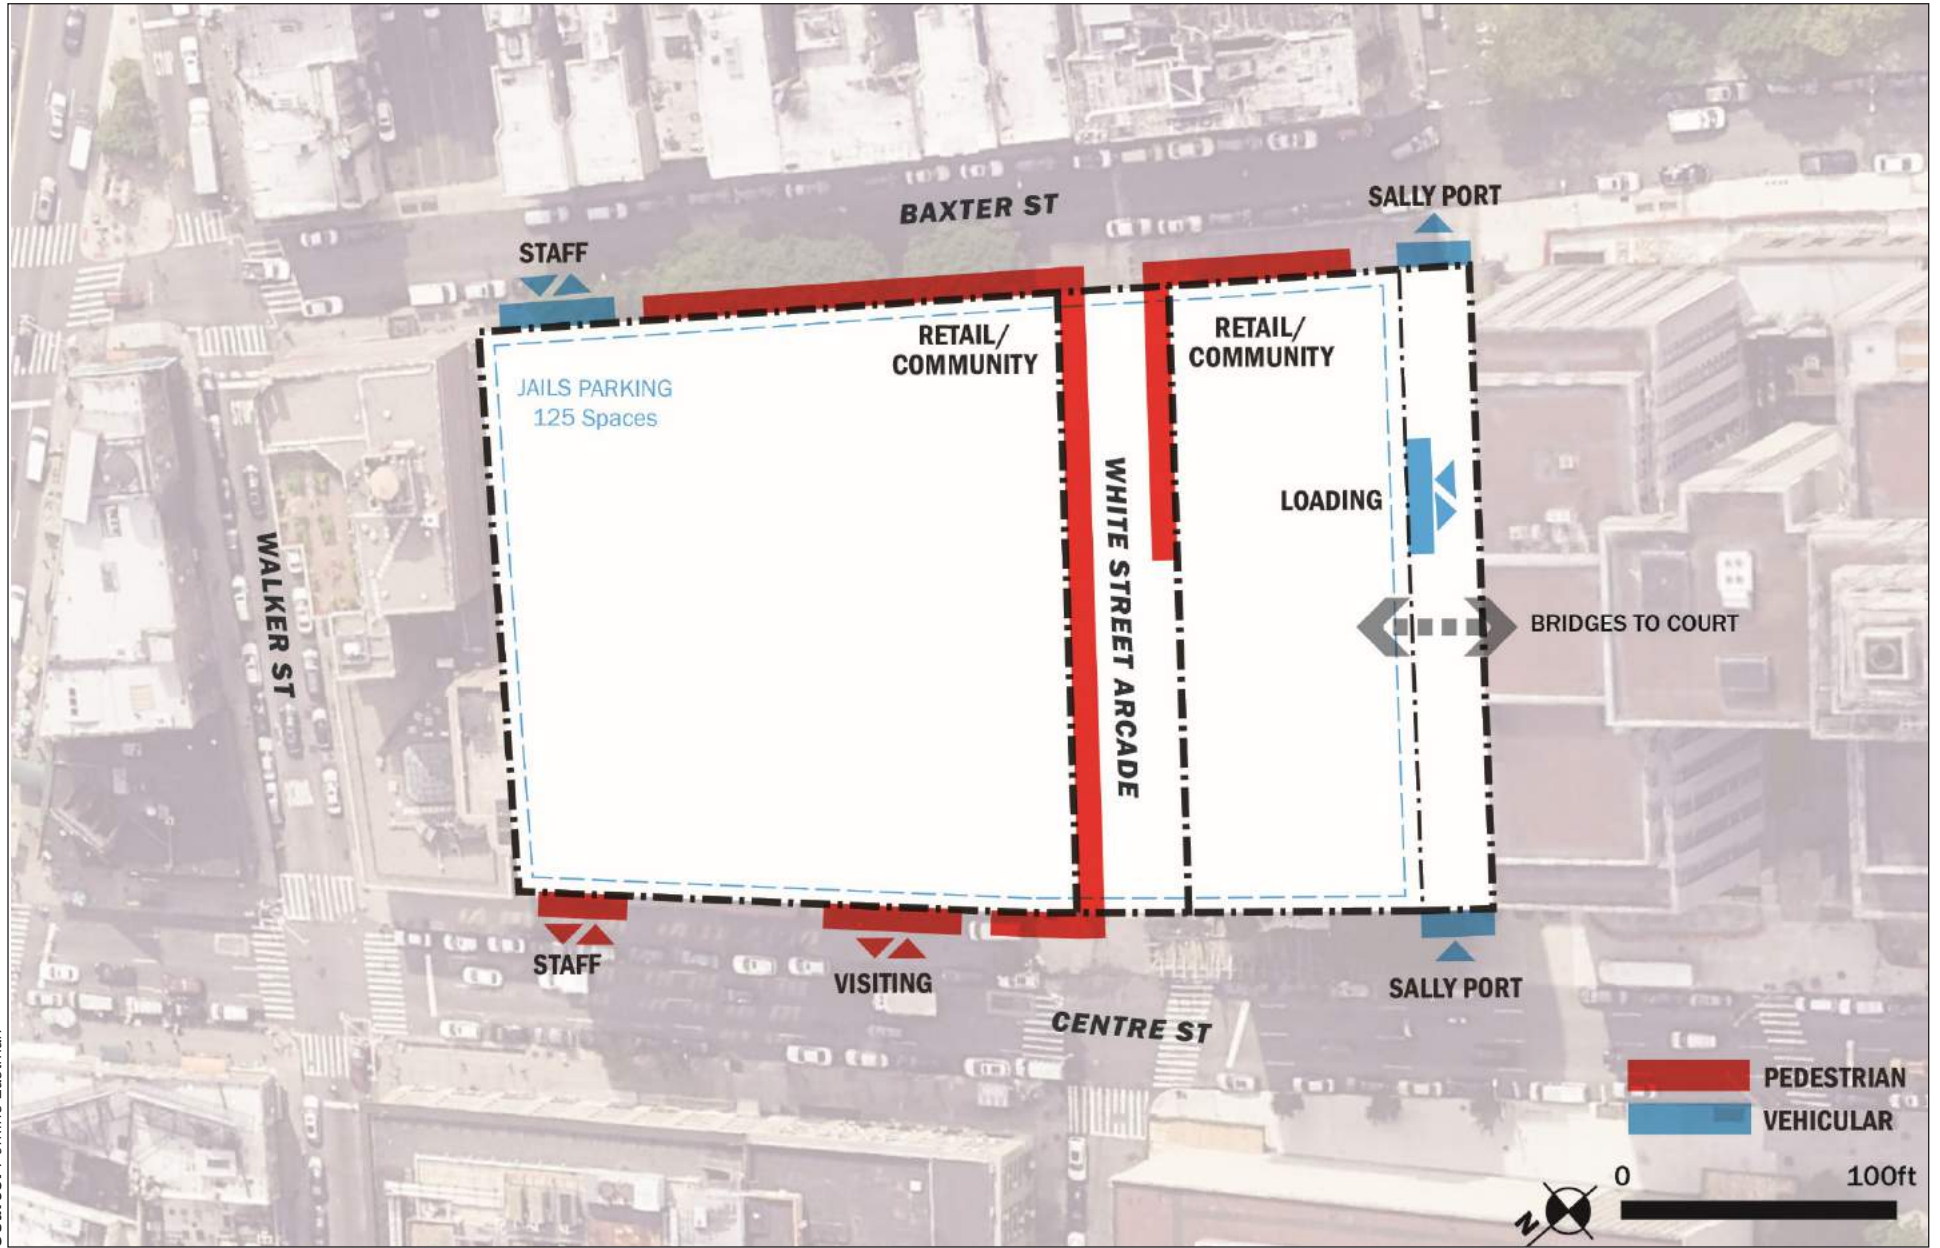 BAXTER ST
SALLY PORT
STAFF
RETAIL/
COMMUNITY
RETAIL/
COMMUNITY
JAILS PARKING
125 Spaces
LOADING
WHITE STREET ARCADE
WALKER ST
BRIDGES TO COURT
STAFF
VISITING
SALLY PORT
CENTRE ST
PEDESTRIAN
VEHICULAR
0 100ft
N